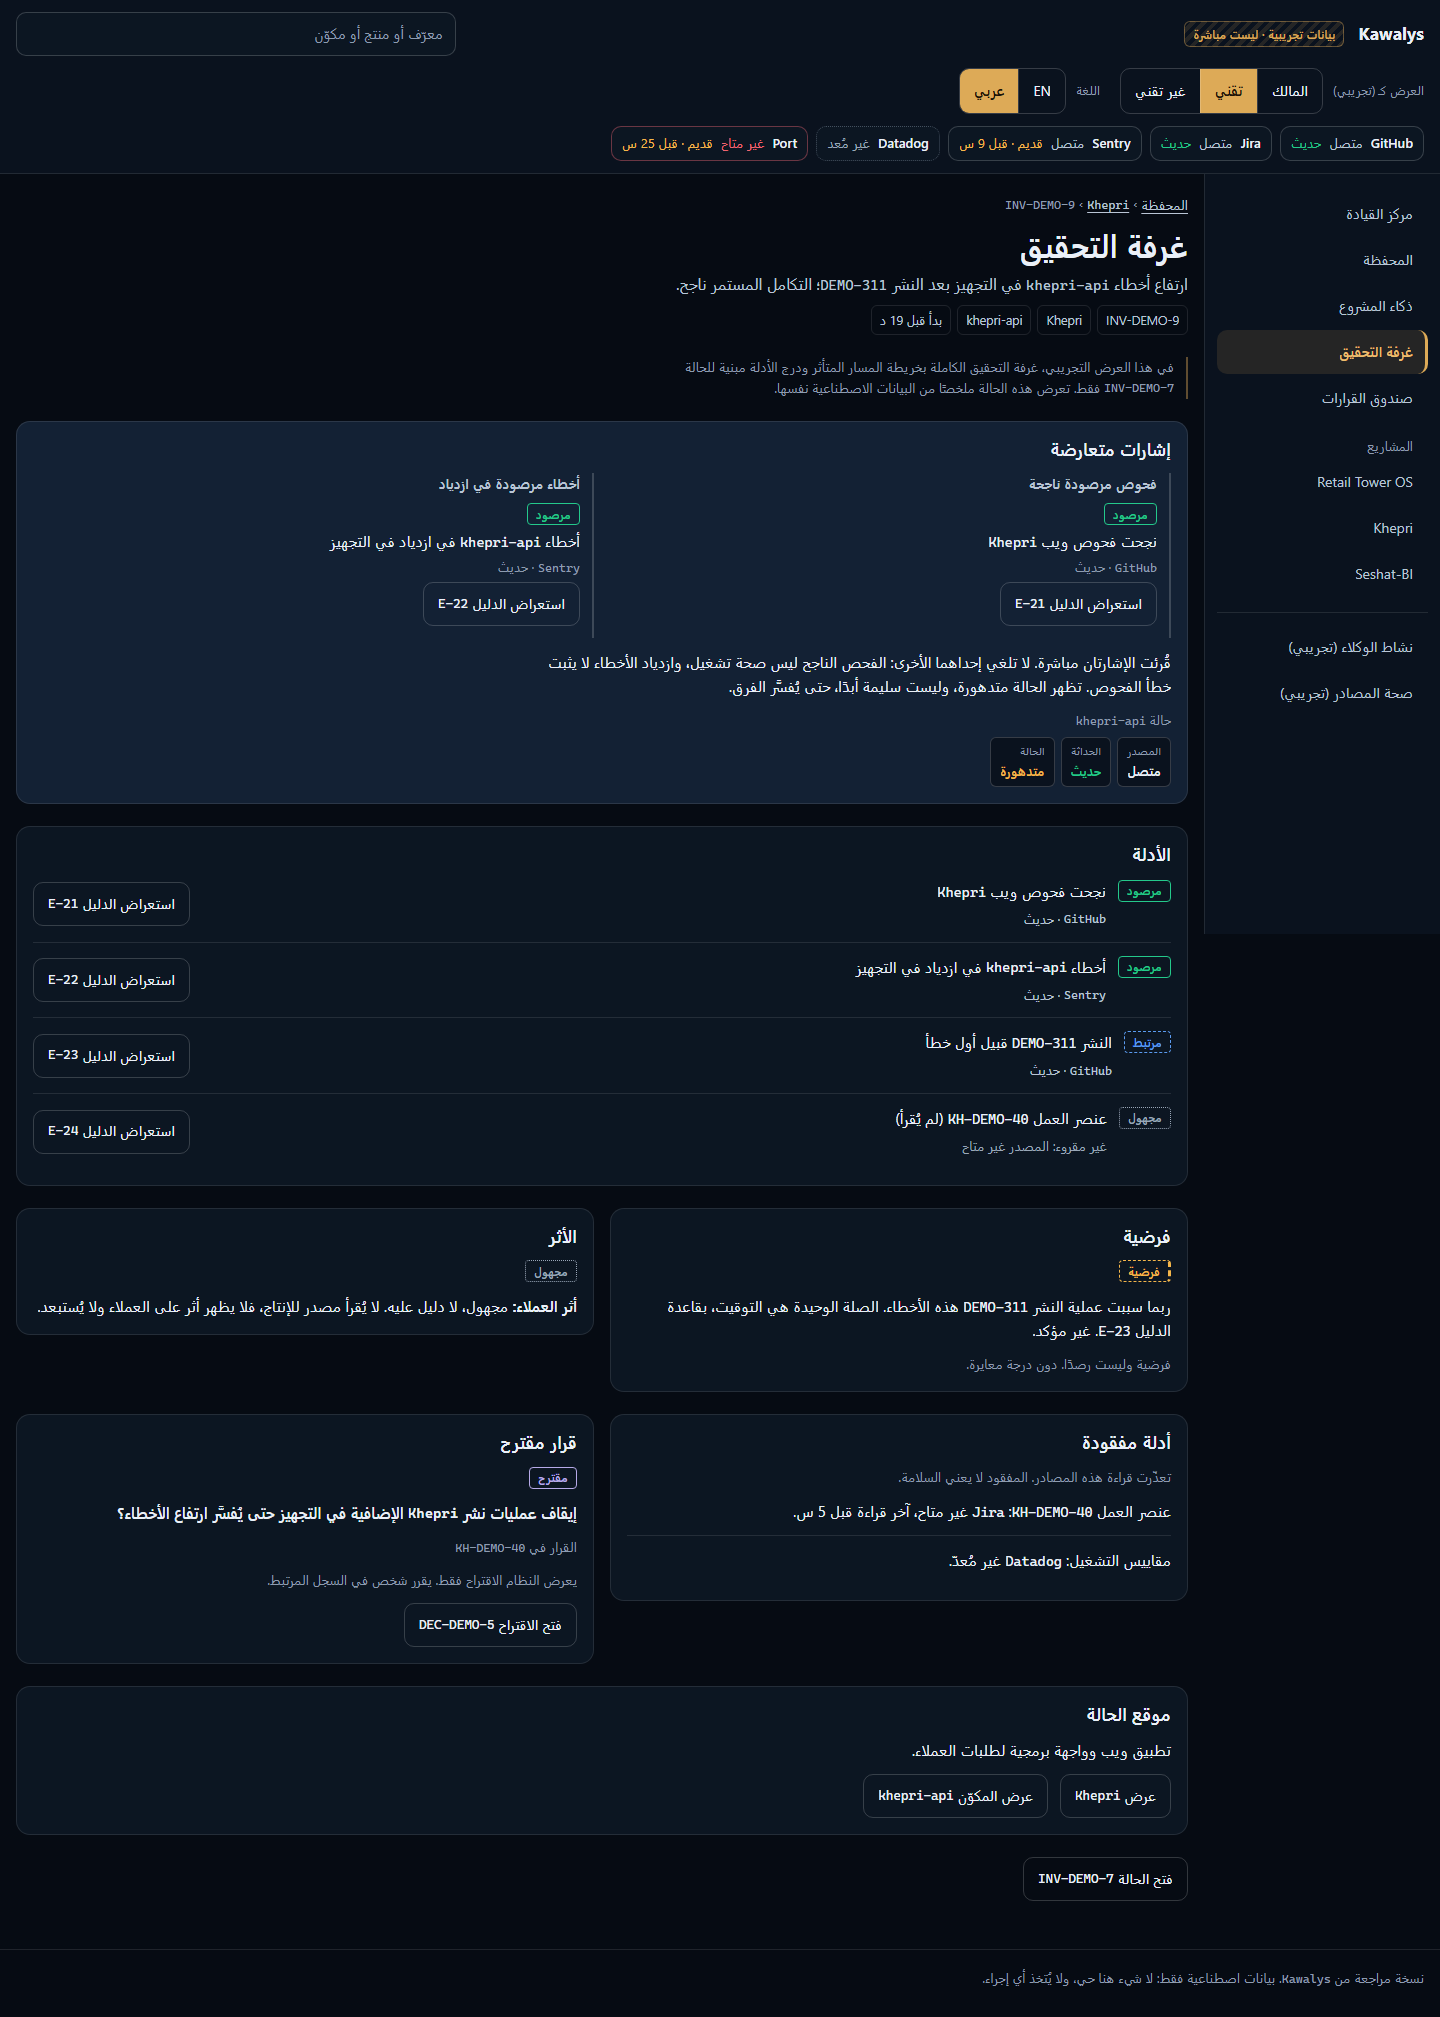 Kawalys
بيانات تجريبية · ليست مباشرة
معرّف أو منتج أو مكوّن
العرض كـ (تجريبي)
المالك
تقني
غير تقني
اللغة
EN
عربي
GitHub متصل حديث
Jira متصل حديث
Sentry متصل قديم · قبل 9 س
Datadog غير مُعد
Port غير متاح قديم · قبل 25 س
مركز القيادة
المحفظة
ذكاء المشروع
غرفة التحقيق
صندوق القرارات
المشاريع
Retail Tower OS
Khepri
Seshat-BI
نشاط الوكلاء (تجريبي)
صحة المصادر (تجريبي)
المحفظة › Khepri › INV-DEMO-9
غرفة التحقيق
ارتفاع أخطاء khepri-api في التجهيز بعد النشر DEMO-311؛ التكامل المستمر ناجح.
INV-DEMO-9
Khepri
khepri-api
بدأ قبل 19 د
في هذا العرض التجريبي، غرفة التحقيق الكاملة بخريطة المسار المتأثر ودرج الأدلة مبنية للحالة
INV-DEMO-7 فقط. تعرض هذه الحالة ملخصًا من البيانات الاصطناعية نفسها.
إشارات متعارضة
فحوص مرصودة ناجحة
مرصود
نجحت فحوص ويب Khepri
GitHub · حديث
استعراض الدليل E-21
أخطاء مرصودة في ازدياد
مرصود
أخطاء khepri-api في ازدياد في التجهيز
Sentry · حديث
استعراض الدليل E-22
قُرئت الإشارتان مباشرة. لا تلغي إحداهما الأخرى: الفحص الناجح ليس صحة تشغيل، وازدياد الأخطاء لا يثبت
خطأ الفحوص. تظهر الحالة متدهورة، وليست سليمة أبدًا، حتى يُفسَّر الفرق.
حالة khepri-api
المصدر
متصل
الحداثة
حديث
الحالة
متدهورة
الأدلة
مرصود
نجحت فحوص ويب Khepri
GitHub · حديث
استعراض الدليل E-21
مرصود
أخطاء khepri-api في ازدياد في التجهيز
Sentry · حديث
استعراض الدليل E-22
مرتبط
النشر DEMO-311 قبيل أول خطأ
GitHub · حديث
استعراض الدليل E-23
مجهول
عنصر العمل KH-DEMO-40 (لم يُقرأ)
غير مقروء: المصدر غير متاح
استعراض الدليل E-24
فرضية
فرضية
ربما سببت عملية النشر DEMO-311 هذه الأخطاء. الصلة الوحيدة هي التوقيت، بقاعدة
الدليل E-23. غير مؤكد.
فرضية وليست رصدًا. دون درجة معايرة.
الأثر
مجهول
أثر العملاء: مجهول، لا دليل عليه. لا يُقرأ مصدر للإنتاج، فلا يظهر أثر على العملاء ولا يُستبعد.
أدلة مفقودة
تعذّرت قراءة هذه المصادر. المفقود لا يعني السلامة.
عنصر العمل KH-DEMO-40: Jira غير متاح، آخر قراءة قبل 5 س.
مقاييس التشغيل: Datadog غير مُعدّ.
قرار مقترح
مقترح
إيقاف عمليات نشر Khepri الإضافية في التجهيز حتى يُفسَّر ارتفاع الأخطاء؟
القرار في KH-DEMO-40
يعرض النظام الاقتراح فقط. يقرر شخص في السجل المرتبط.
فتح الاقتراح DEC-DEMO-5
موقع الحالة
تطبيق ويب وواجهة برمجية لطلبات العملاء.
عرض Khepri
عرض المكوّن khepri-api
فتح الحالة INV-DEMO-7
نسخة مراجعة من Kawalys. بيانات اصطناعية فقط: لا شيء هنا حي، ولا يُتخذ أي إجراء.